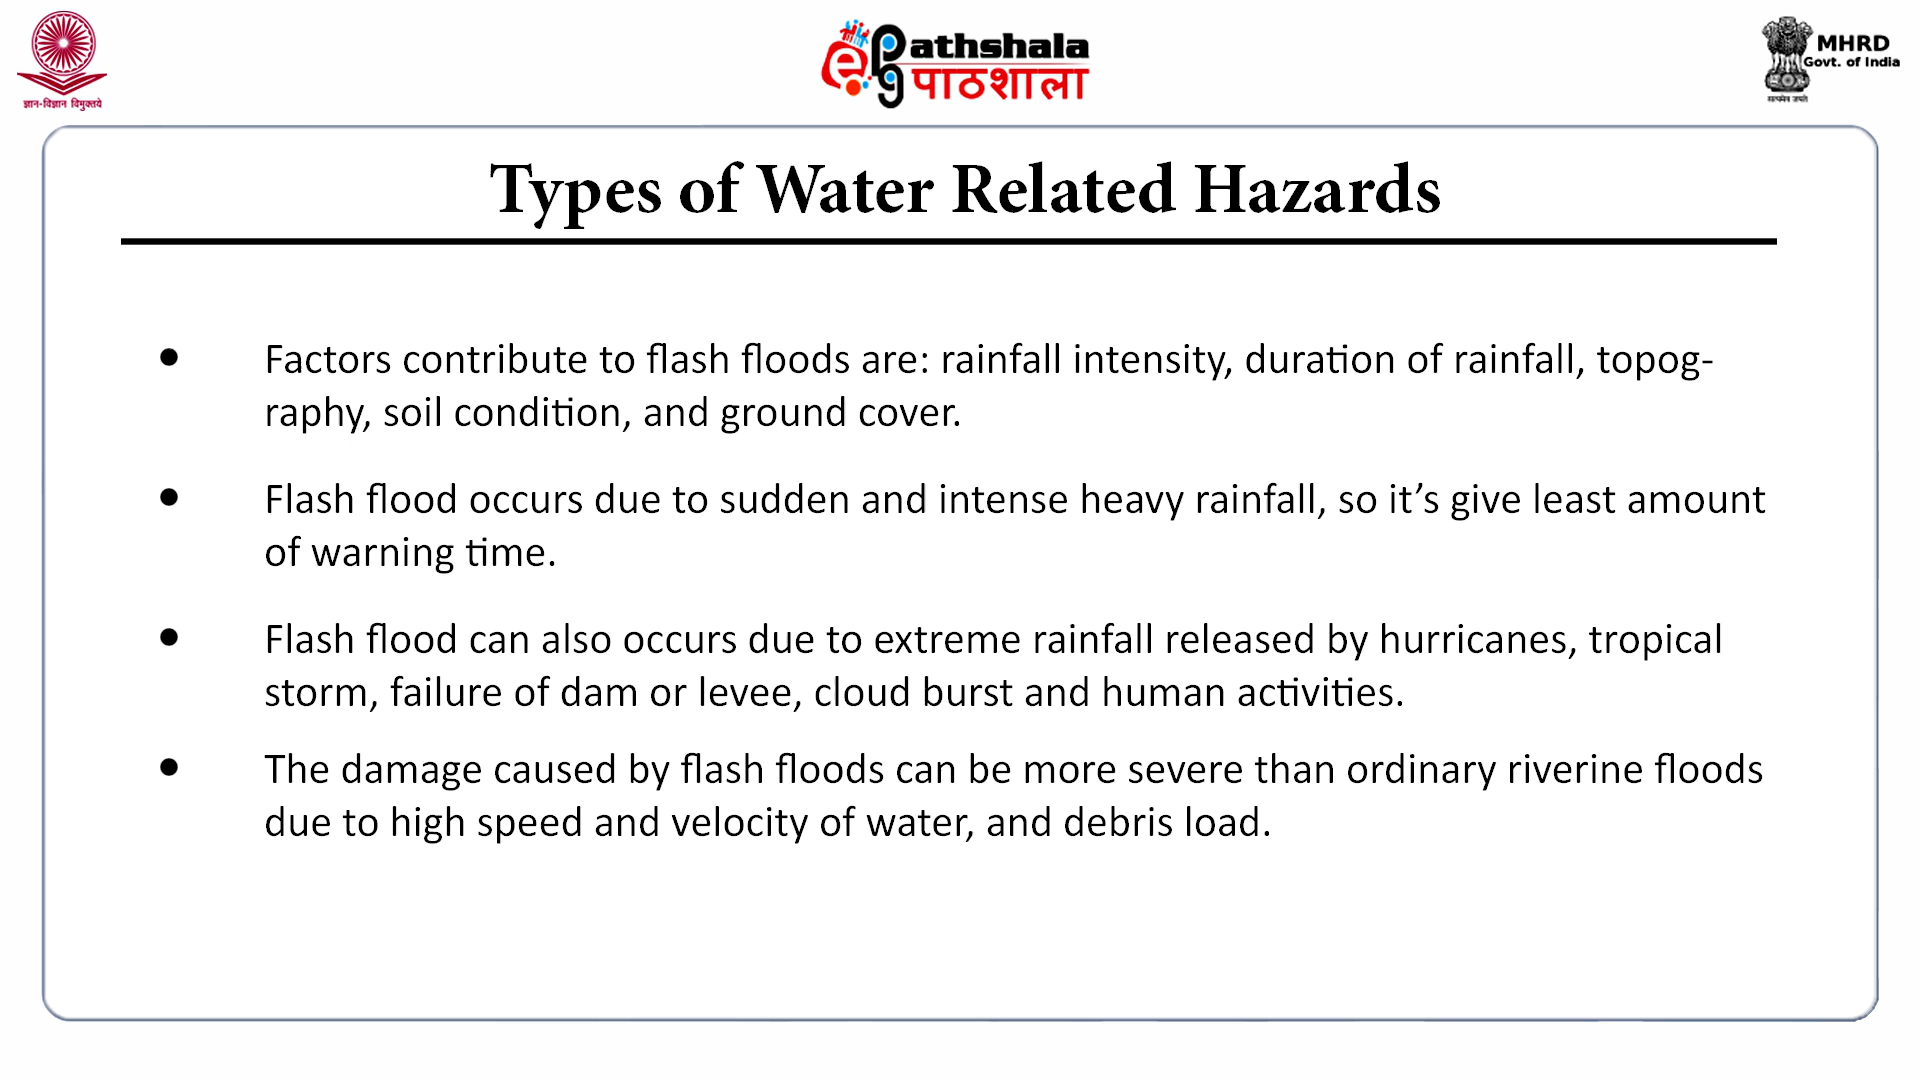 ज्ञान-विज्ञान विमुक्तये
ePathshala
पाठशाला
MHRD
Govt. of India
सत्यमेव जयते
Types of Water Related Hazards
• Factors contribute to flash floods are: rainfall intensity, duration of rainfall, topog-
raphy, soil condition, and ground cover.
• Flash flood occurs due to sudden and intense heavy rainfall, so it’s give least amount
of warning time.
• Flash flood can also occurs due to extreme rainfall released by hurricanes, tropical
storm, failure of dam or levee, cloud burst and human activities.
• The damage caused by flash floods can be more severe than ordinary riverine floods
due to high speed and velocity of water, and debris load.